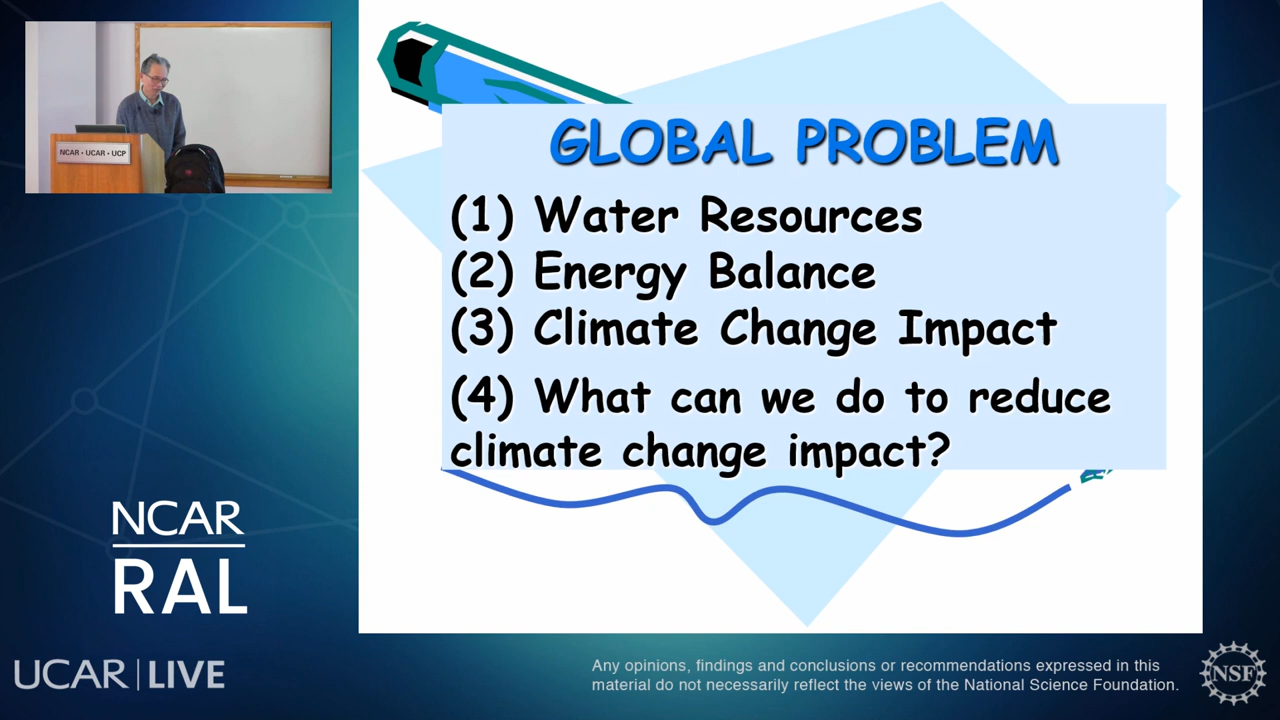 NCAR • UCAR • UCP
GLOBAL PROBLEM
(1) Water Resources
(2) Energy Balance
(3) Climate Change Impact
(4) What can we do to reduce
climate change impact?
NCAR
RAL
UCAR | LIVE
Any opinions, findings and conclusions or recommendations expressed in this
material do not necessarily reflect the views of the National Science Foundation.
NSF